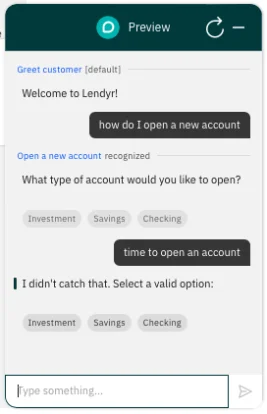 Preview
Greet customer [default]
Welcome to Lendyr!
how do I open a new account
Open a new account recognized
What type of account would you like to open?
Investment Savings Checking
time to open an account
I didn't catch that. Select a valid option:
Investment Savings Checking
Type something...